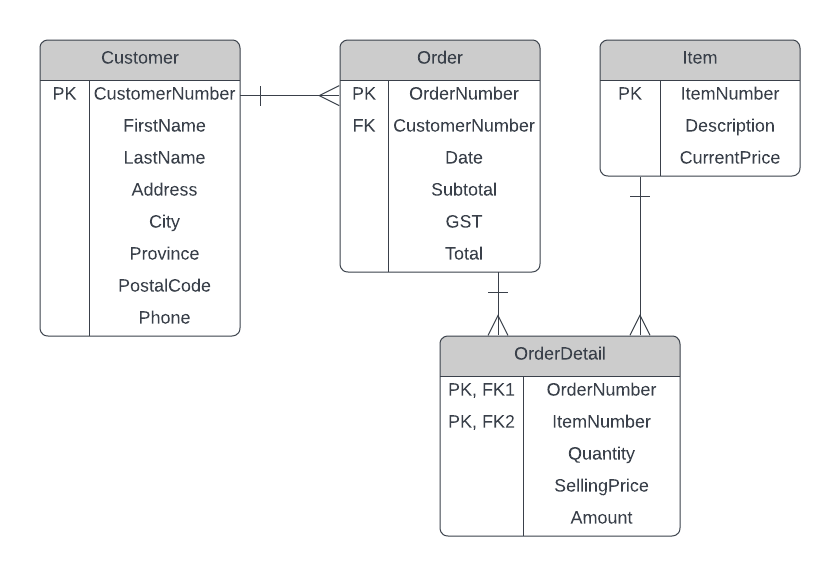 Customer
PK CustomerNumber
FirstName
LastName
Address
City
Province
PostalCode
Phone
Order
PK OrderNumber
FK CustomerNumber
Date
Subtotal
GST
Total
Item
PK ItemNumber
Description
CurrentPrice
OrderDetail
PK, FK1 OrderNumber
PK, FK2 ItemNumber
Quantity
SellingPrice
Amount